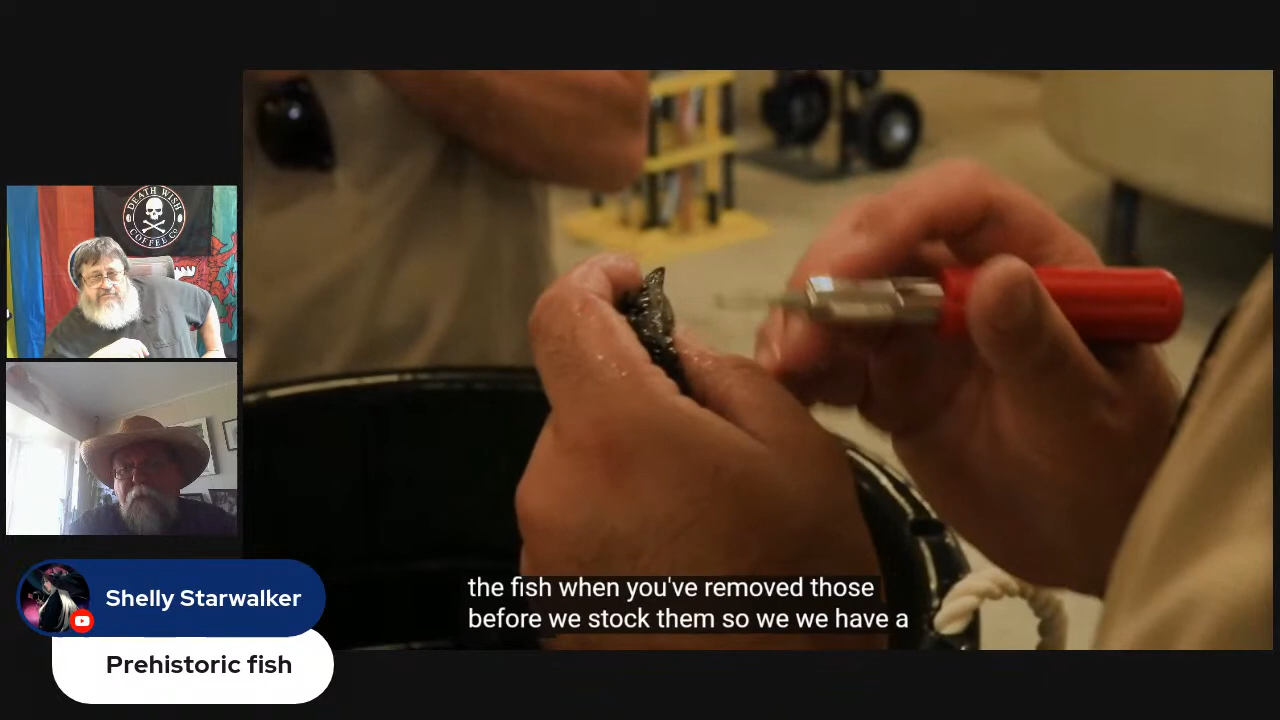 DEATH WISH
COFFEE CO
the fish when you've removed those
before we stock them so we we have a
Shelly Starwalker
Prehistoric fish